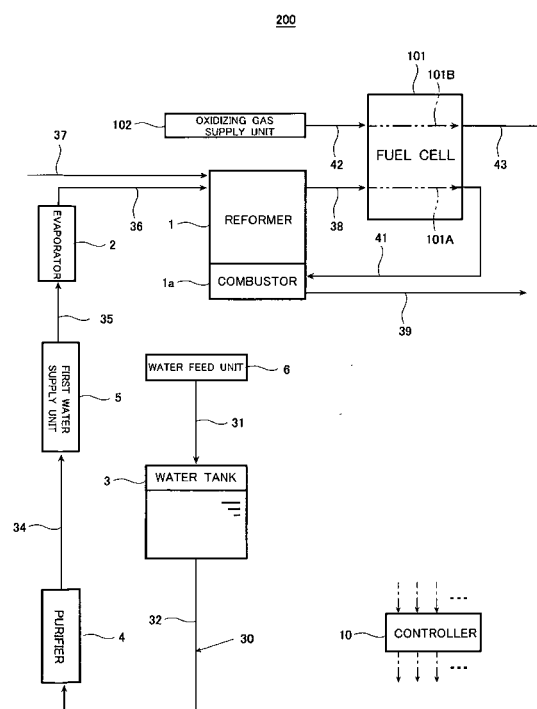 200
101
101B
102
OXIDIZING GAS
SUPPLY UNIT
42
FUEL CELL
43
37
36
1
REFORMER
38
101A
EVAPORATOR
2
1a
COMBUSTOR
41
39
35
FIRST WATER
SUPPLY UNIT
5
WATER FEED UNIT
6
31
3
WATER TANK
34
32
30
PURIFIER
4
10
CONTROLLER